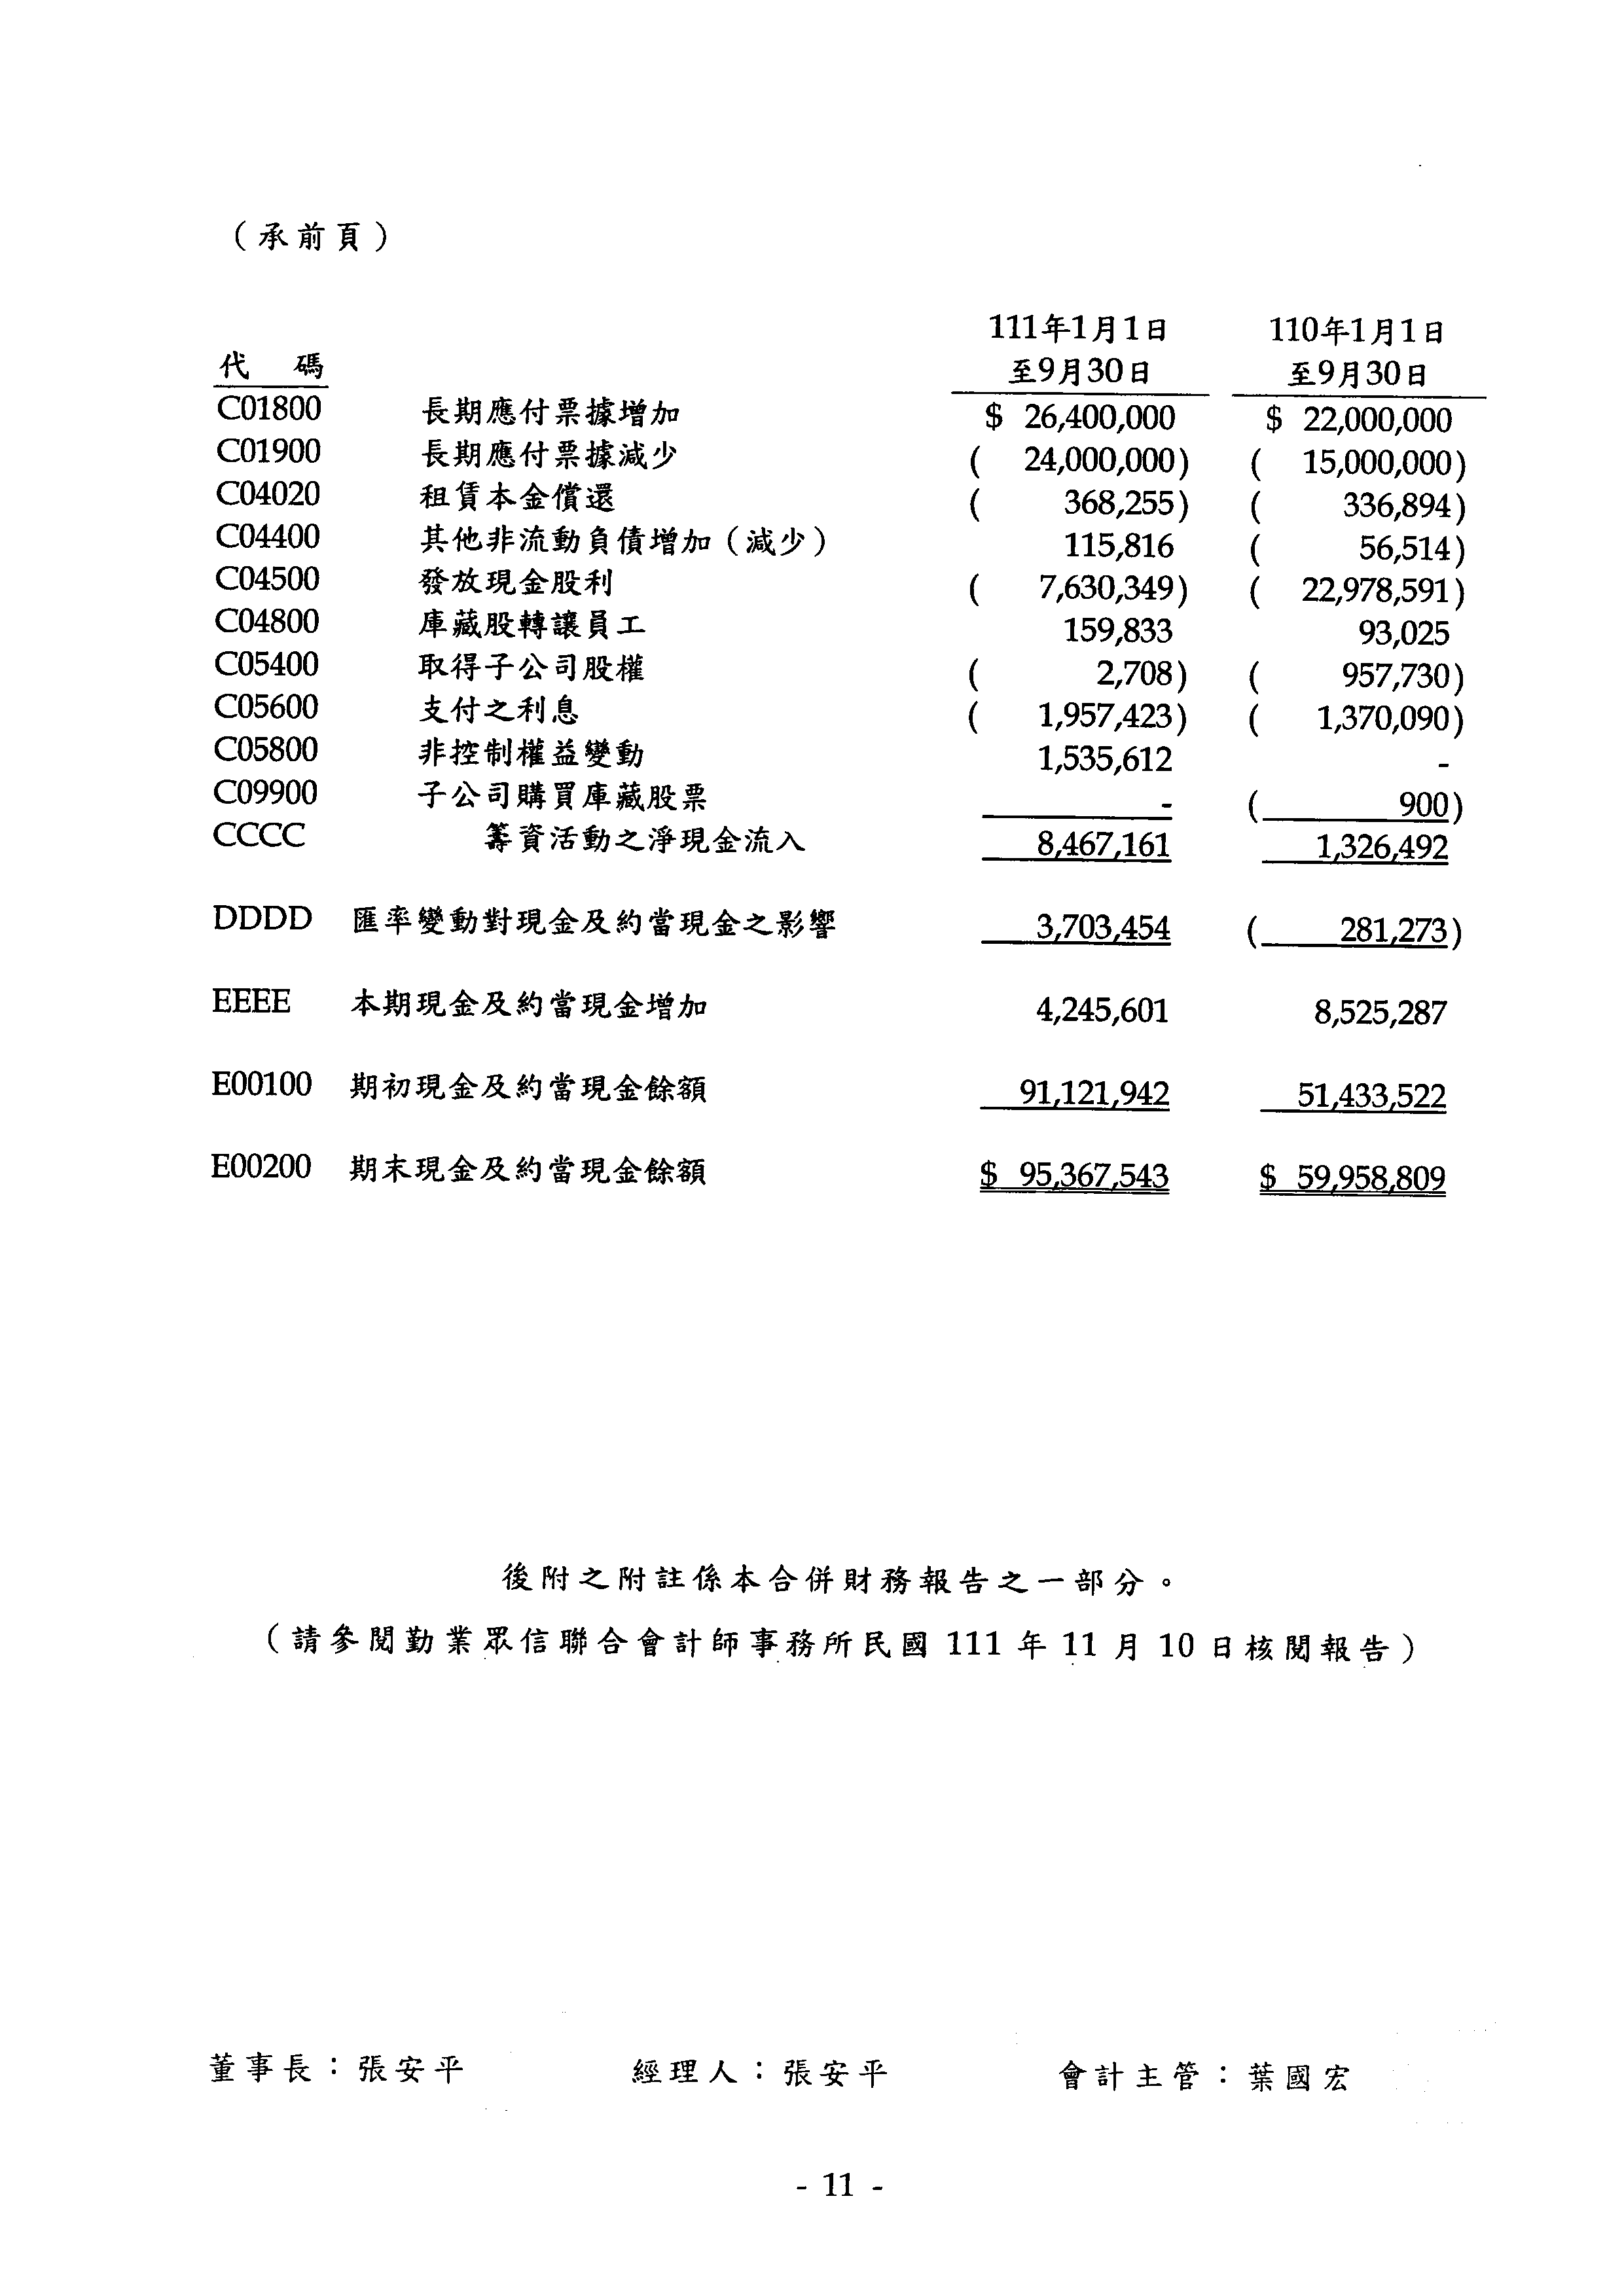 （承前頁）
111年1月1日 110年1月1日
代 碼 至9月30日 至9月30日
C01800 長期應付票據增加 $ 26,400,000 $ 22,000,000
C01900 長期應付票據減少 ( 24,000,000) ( 15,000,000)
C04020 租賃本金償還 ( 368,255) ( 336,894)
C04400 其他非流動負債增加（減少） 115,816 ( 56,514)
C04500 發放現金股利 ( 7,630,349) ( 22,978,591)
C04800 庫藏股轉讓員工 159,833 93,025
C05400 取得子公司股權 ( 2,708) ( 957,730)
C05600 支付之利息 ( 1,957,423) ( 1,370,090)
C05800 非控制權益變動 1,535,612 -
C09900 子公司購買庫藏股票 - ( 900)
CCCC 籌資活動之淨現金流入 8,467,161 1,326,492
DDDD 匯率變動對現金及約當現金之影響 3,703,454 ( 281,273)
EEEE 本期現金及約當現金增加 4,245,601 8,525,287
E00100 期初現金及約當現金餘額 91,121,942 51,433,522
E00200 期末現金及約當現金餘額 $ 95,367,543 $ 59,958,809
後附之附註係本合併財務報告之一部分。
（請參閱勤業眾信聯合會計師事務所民國 111 年 11 月 10 日核閱報告）
董事長：張安平 經理人：張安平 會計主管：葉國宏
- 11 -